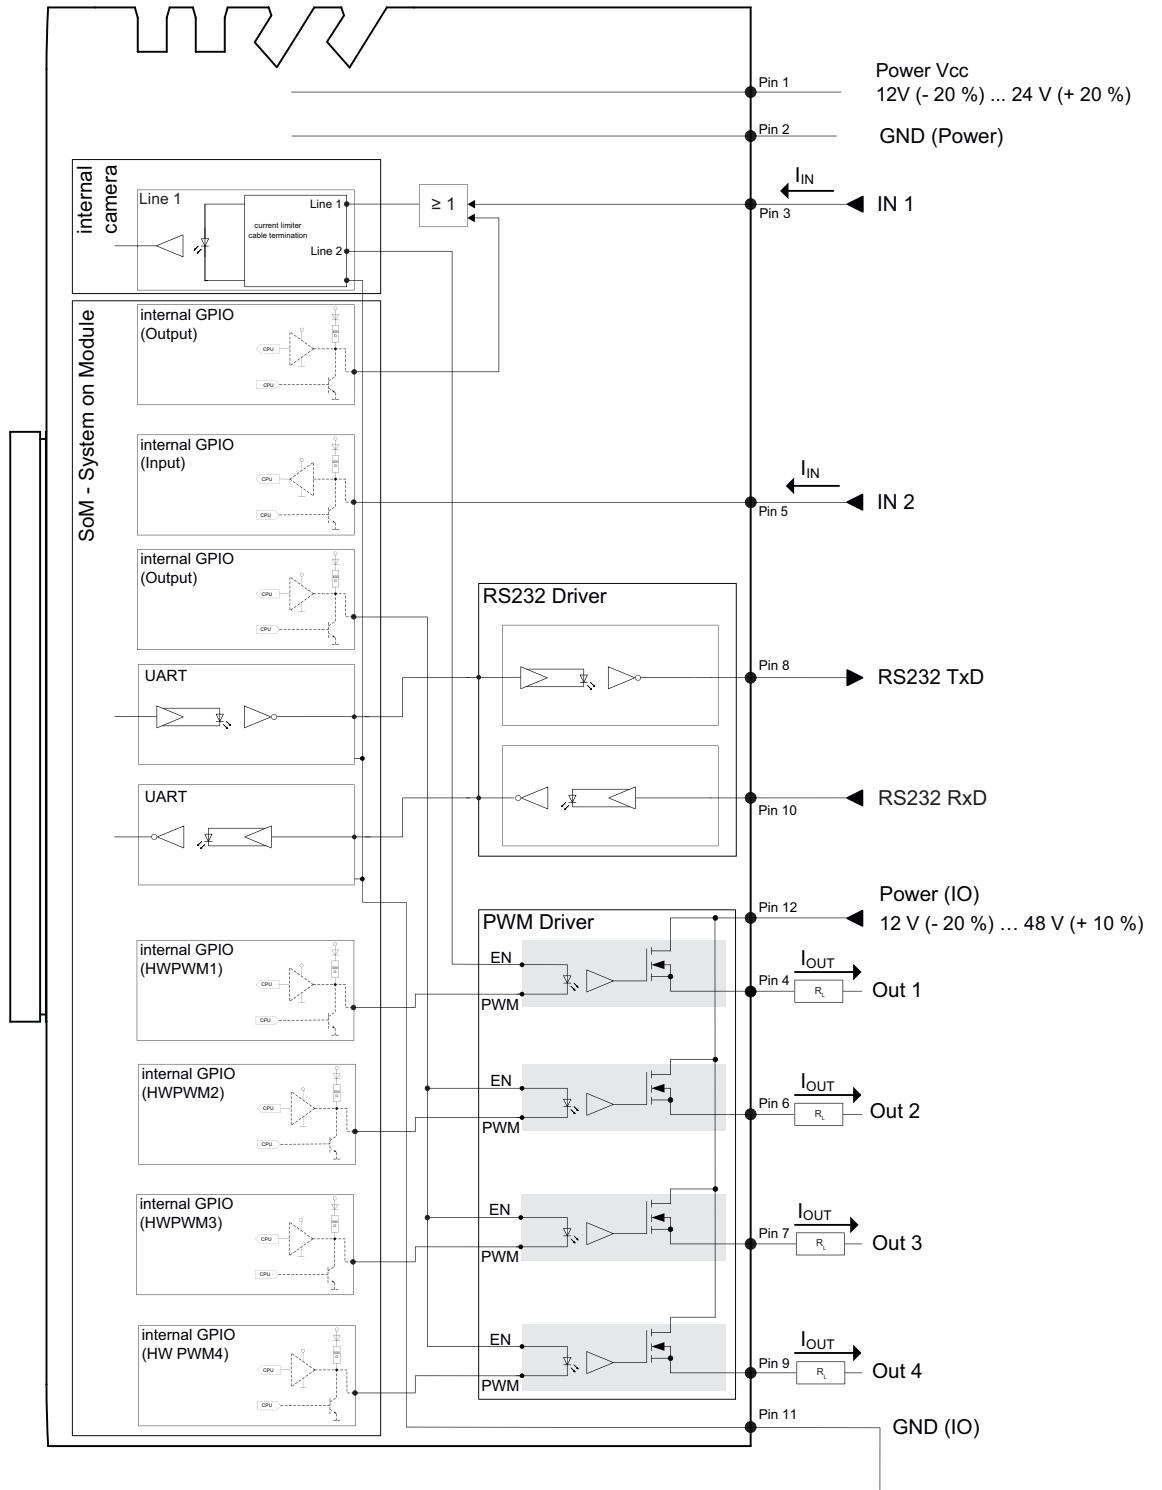 Pin 1
Power Vcc
12V (- 20 %) ... 24 V (+ 20 %)
Pin 2
GND (Power)
internal
camera
Line 1
Line 1
current limiter
cable termination
Line 2
≥ 1
IIN
Pin 3
IN 1
SoM - System on Module
internal GPIO
(Output)
CPU
CPU
internal GPIO
(Input)
CPU
CPU
IIN
Pin 5
IN 2
internal GPIO
(Output)
CPU
CPU
RS232 Driver
UART
Pin 8
RS232 TxD
UART
Pin 10
RS232 RxD
Power (IO)
Pin 12
12 V (- 20 %) … 48 V (+ 10 %)
PWM Driver
internal GPIO
(HWPWM1)
CPU
CPU
EN
PWM
IOUT
Pin 4
RL
Out 1
internal GPIO
(HWPWM2)
CPU
CPU
EN
PWM
IOUT
Pin 6
RL
Out 2
internal GPIO
(HWPWM3)
CPU
CPU
EN
PWM
IOUT
Pin 7
RL
Out 3
internal GPIO
(HW PWM4)
CPU
CPU
EN
PWM
IOUT
Pin 9
RL
Out 4
Pin 11
GND (IO)